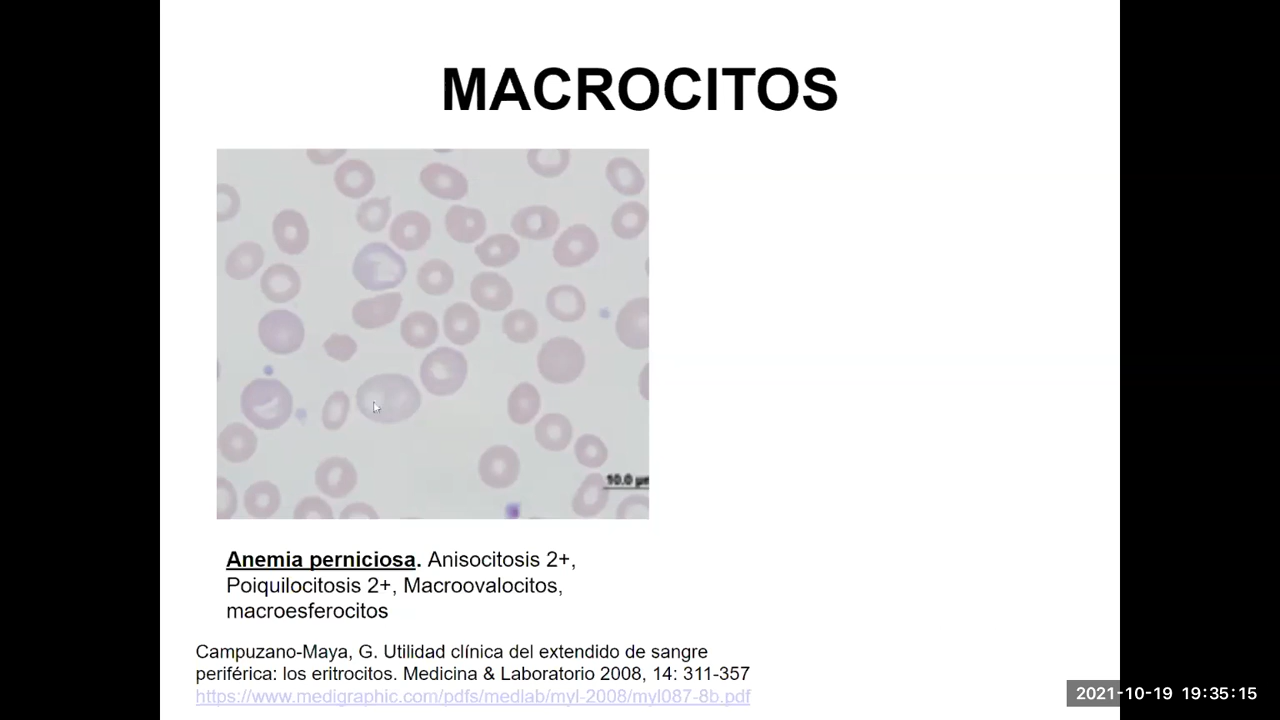 MACROCITOS
10.0 µm
Anemia perniciosa. Anisocitosis 2+,
Poiquilocitosis 2+, Macroovalocitos,
macroesferocitos
Campuzano-Maya, G. Utilidad clínica del extendido de sangre
periférica: los eritrocitos. Medicina & Laboratorio 2008, 14: 311-357
https://www.medigraphic.com/pdfs/medlab/myl-2008/myl087-8b.pdf
2021-10-19 19:35:15